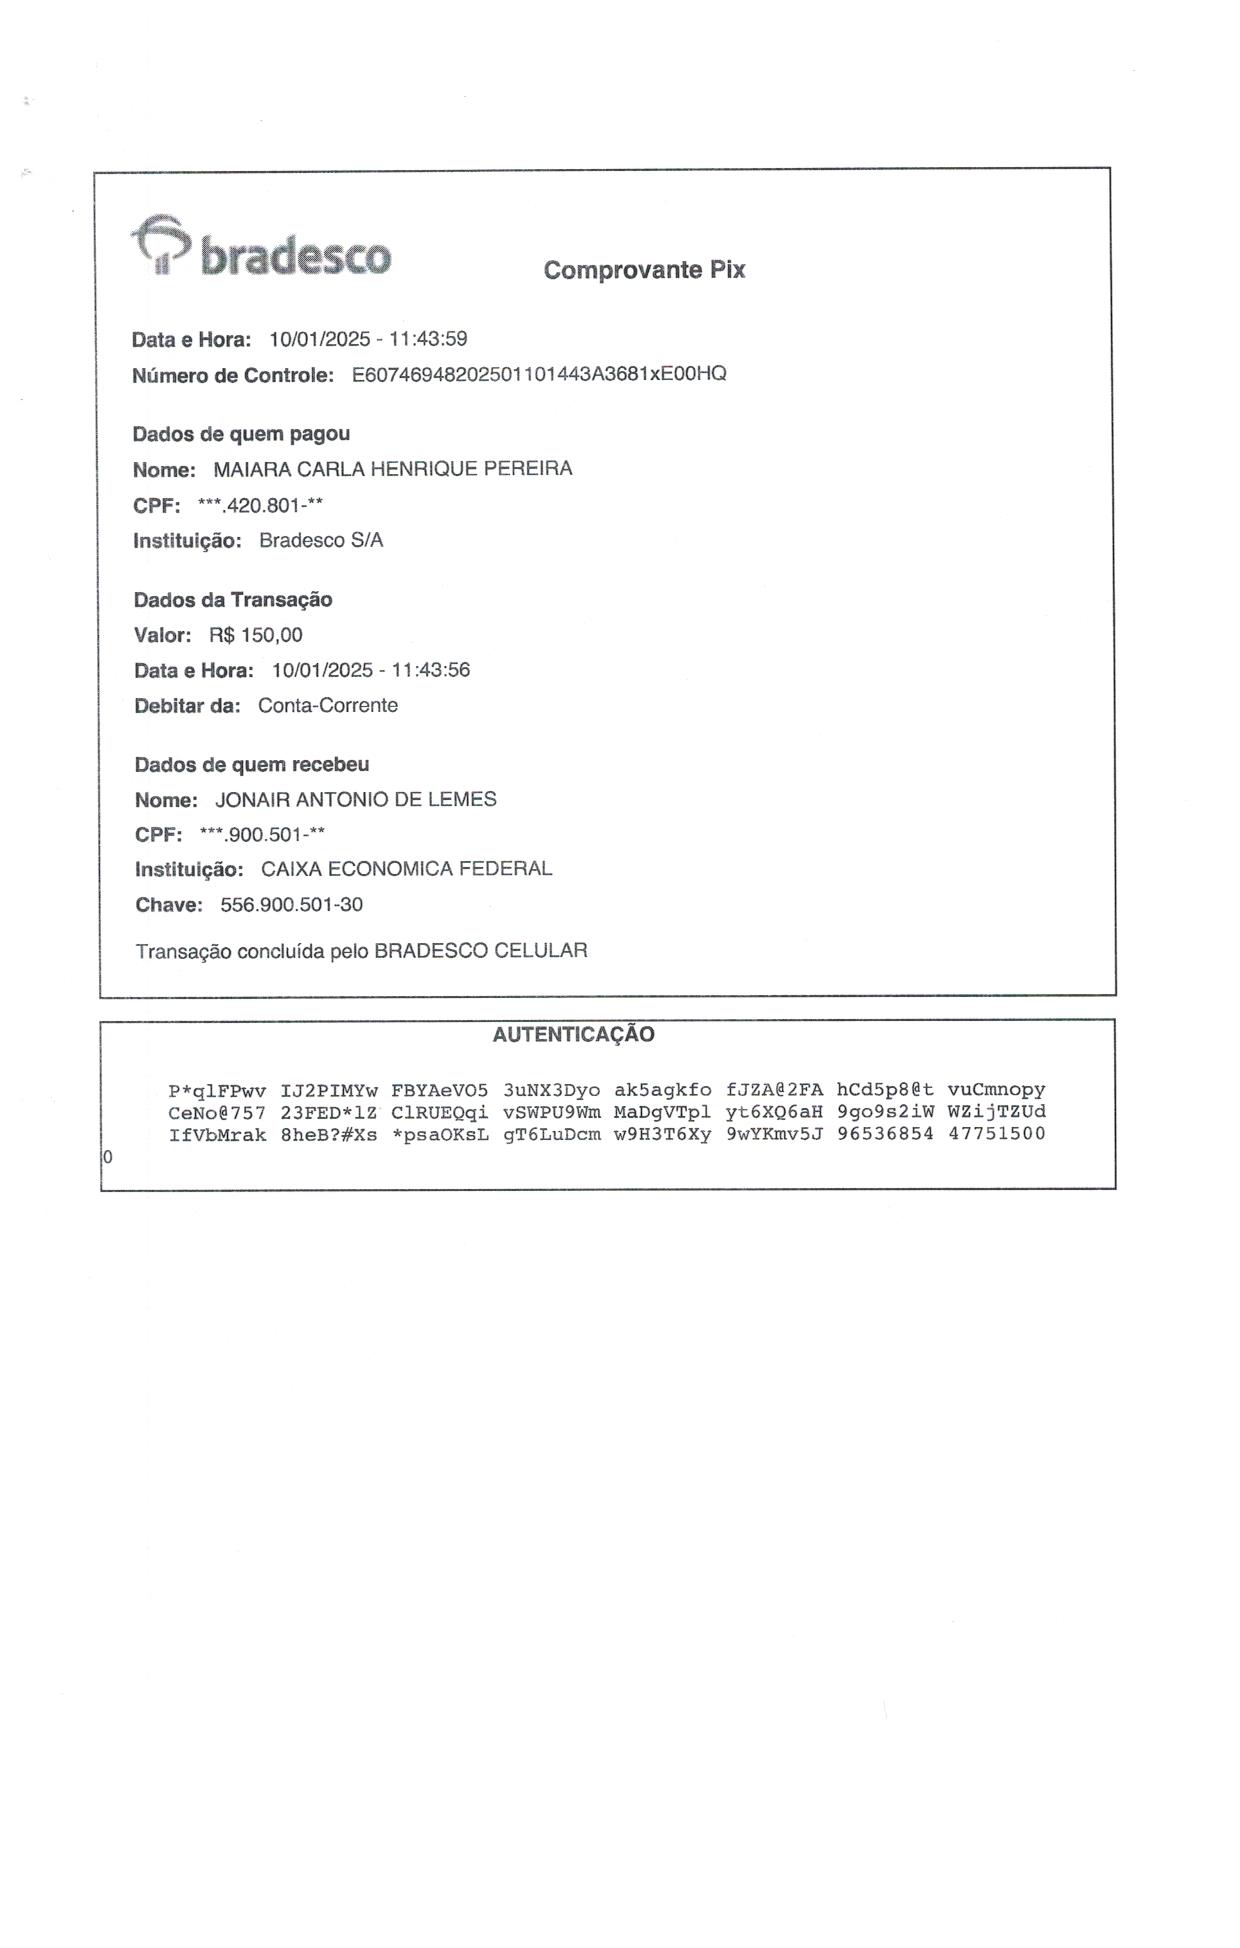 bradesco
Comprovante Pix
Data e Hora: 10/01/2025 - 11:43:59
Número de Controle: E60746948202501101443A3681xE00HQ
Dados de quem pagou
Nome: MAIARA CARLA HENRIQUE PEREIRA
CPF: ***.420.801-**
Instituição: Bradesco S/A
Dados da Transação
Valor: R$ 150,00
Data e Hora: 10/01/2025 - 11:43:56
Debitar da: Conta-Corrente
Dados de quem recebeu
Nome: JONAIR ANTONIO DE LEMES
CPF: ***.900.501-**
Instituição: CAIXA ECONOMICA FEDERAL
Chave: 556.900.501-30
Transação concluída pelo BRADESCO CELULAR
AUTENTICAÇÃO
P*qlFPwv IJ2PIMYw FBYAeVO5 3uNX3Dyo ak5agkfo fJZA@2FA hCd5p8@t vuCmnopy
CeNo@757 23FED*lZ ClRUEQqi vSWPU9Wm MaDgVTpl yt6XQ6aH 9go9s2iW WZijTZUd
IfVbMrak 8heB?#Xs *psaOKsL gT6LuDcm w9H3T6Xy 9wYKmv5J 96536854 47751500
0